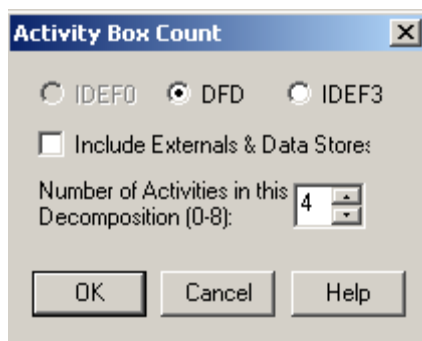 Activity Box Count
IDEF0 DFD IDEF3
Include Externals & Data Stores
Number of Activities in this
Decomposition (0-8):
4
OK Cancel Help